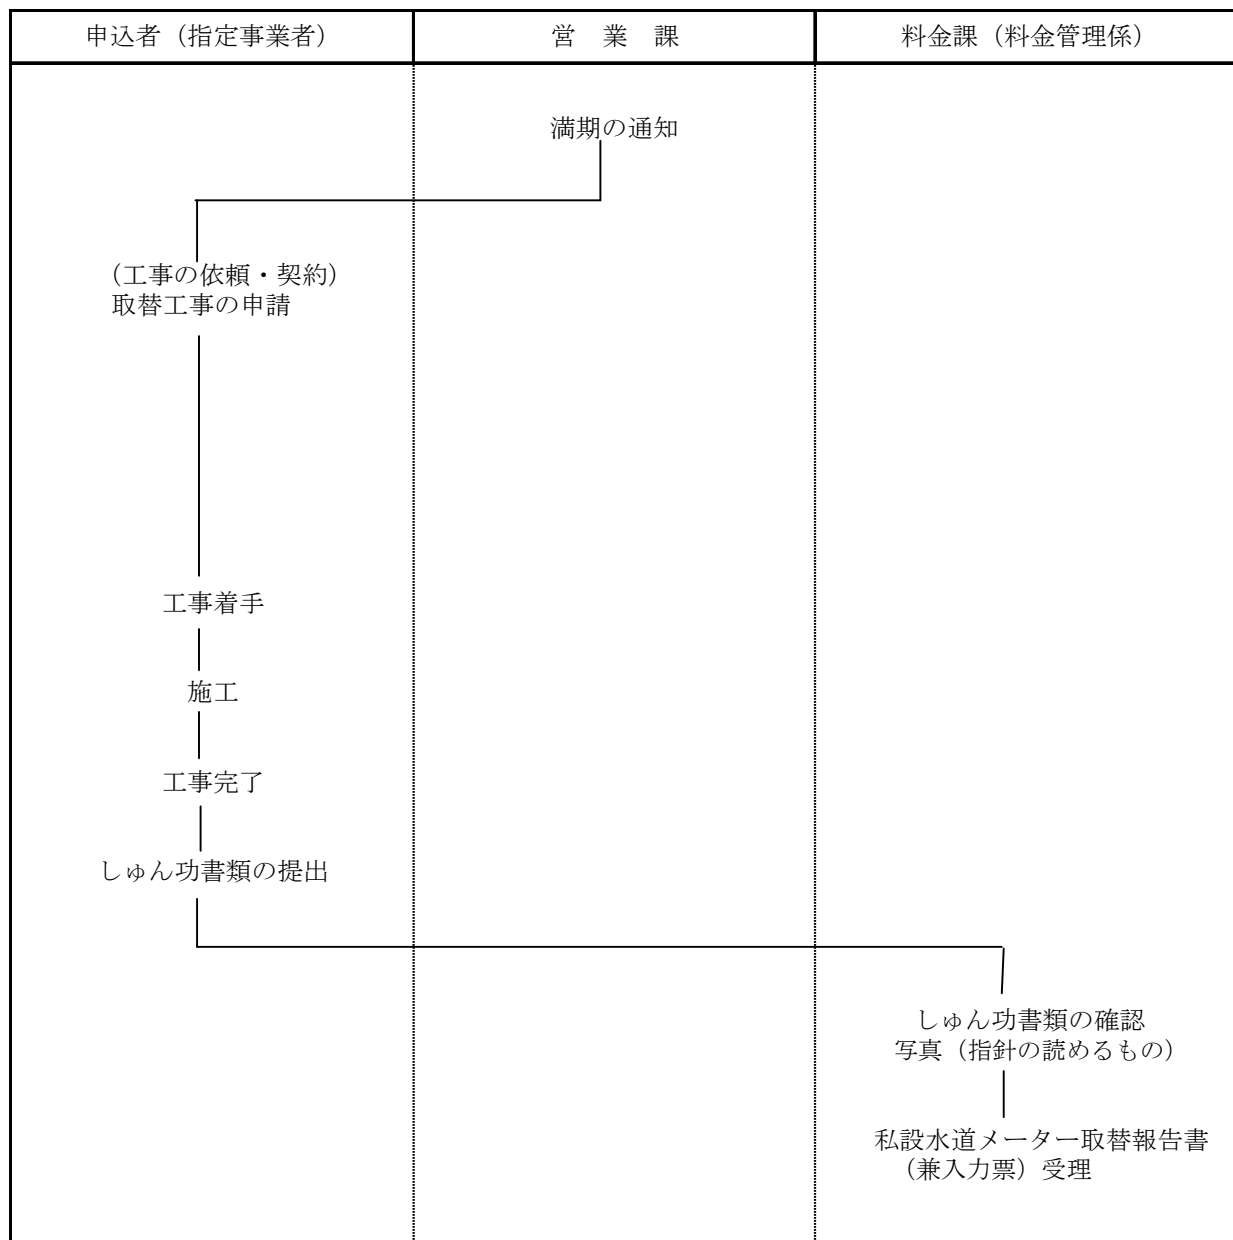 申込者（指定事業者）
営　業　課
料金課（料金管理係）
満期の通知
（工事の依頼・契約）
取替工事の申請
工事着手
施工
工事完了
しゅん功書類の提出
しゅん功書類の確認
写真（指針の読めるもの）
私設水道メーター取替報告書
（兼入力票）受理